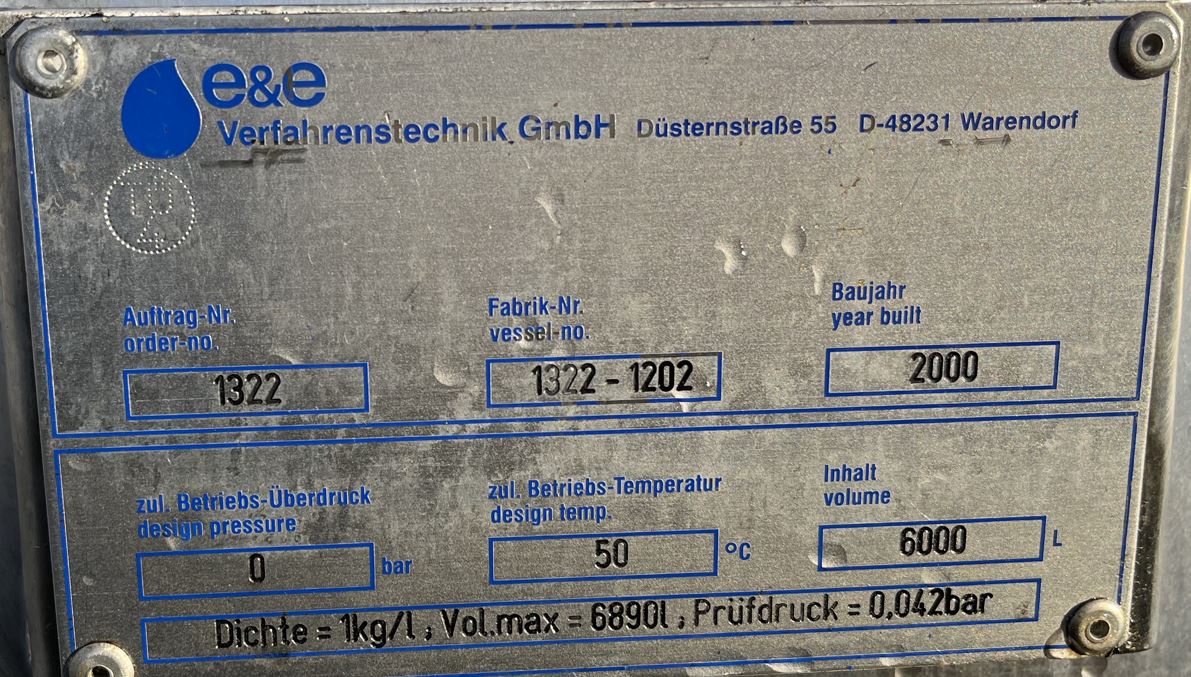 e&e
Verfahrenstechnik GmbH Düsternstraße 55 D-48231 Warendorf
Auftrag-Nr.
order-no.
1322
Fabrik-Nr.
vessel-no.
1322 - 1202
Baujahr
year built
2000
zul. Betriebs-Überdruck
design pressure
0 bar
zul. Betriebs-Temperatur
design temp.
50 °C
Inhalt
volume
6000 L
Dichte = 1kg/l ; Vol.max = 6890l ; Prüfdruck = 0,042bar